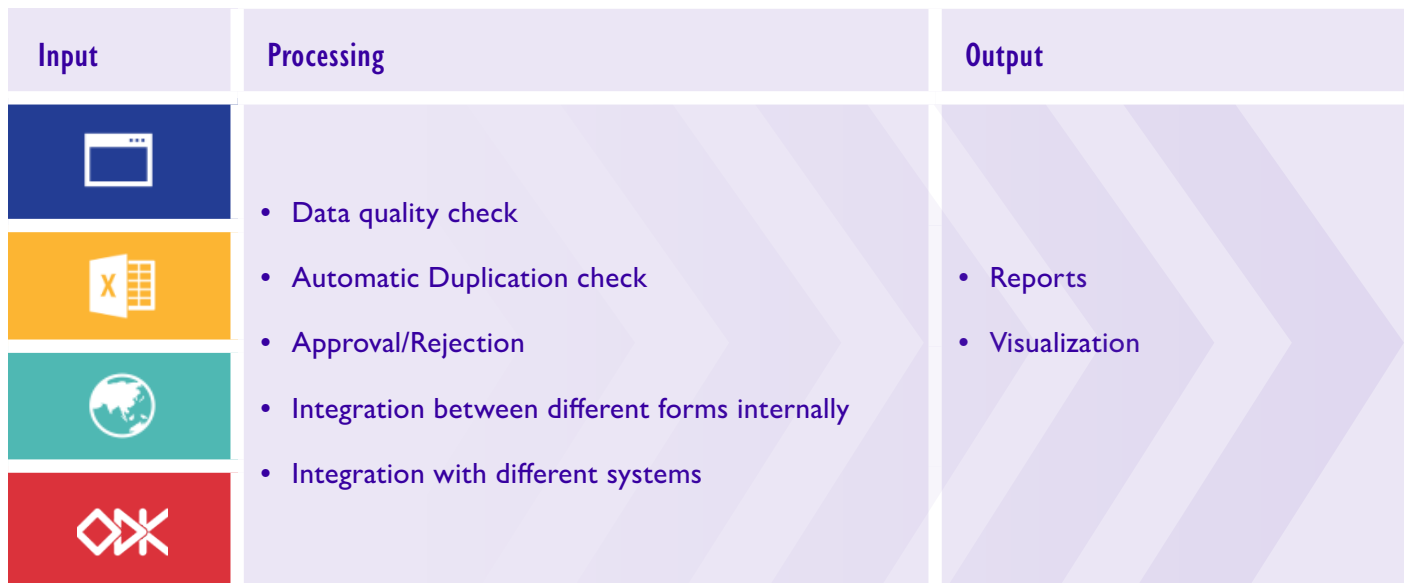 Input
Processing
Output
X
ODK
• Data quality check
• Automatic Duplication check
• Approval/Rejection
• Integration between different forms internally
• Integration with different systems
• Reports
• Visualization